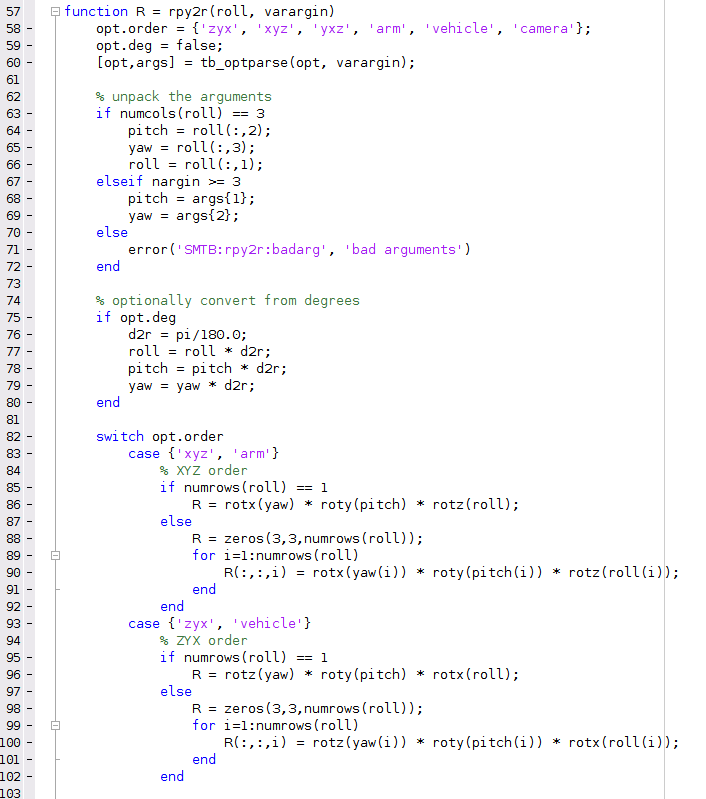 57 function R = rpy2r(roll, varargin)
58 - opt.order = {'zyx', 'xyz', 'yxz', 'arm', 'vehicle', 'camera'};
59 - opt.deg = false;
60 - [opt,args] = tb_optparse(opt, varargin);
61
62 % unpack the arguments
63 - if numcols(roll) == 3
64 - pitch = roll(:,2);
65 - yaw = roll(:,3);
66 - roll = roll(:,1);
67 - elseif nargin >= 3
68 - pitch = args{1};
69 - yaw = args{2};
70 - else
71 - error('SMTB:rpy2r:badarg', 'bad arguments')
72 - end
73
74 % optionally convert from degrees
75 - if opt.deg
76 - d2r = pi/180.0;
77 - roll = roll * d2r;
78 - pitch = pitch * d2r;
79 - yaw = yaw * d2r;
80 - end
81
82 - switch opt.order
83 - case {'xyz', 'arm'}
84 % XYZ order
85 - if numrows(roll) == 1
86 - R = rotx(yaw) * roty(pitch) * rotz(roll);
87 - else
88 - R = zeros(3,3,numrows(roll));
89 - for i=1:numrows(roll)
90 - R(:,:,i) = rotx(yaw(i)) * roty(pitch(i)) * rotz(roll(i));
91 - end
92 - end
93 - case {'zyx', 'vehicle'}
94 % ZYX order
95 - if numrows(roll) == 1
96 - R = rotz(yaw) * roty(pitch) * rotx(roll);
97 - else
98 - R = zeros(3,3,numrows(roll));
99 - for i=1:numrows(roll)
100 - R(:,:,i) = rotz(yaw(i)) * roty(pitch(i)) * rotx(roll(i));
101 - end
102 - end
103